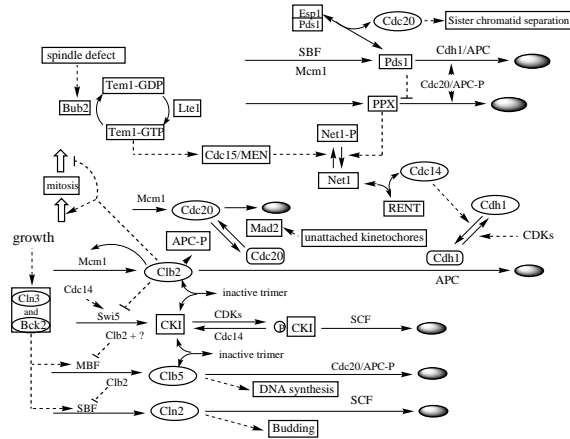 Esp1
Pds1
Cdc20
Sister chromatid separation
spindle defect
SBF
Mcm1
Pds1
Cdh1/APC
Cdc20/APC-P
Tem1-GDP
Bub2
Lte1
Tem1-GTP
PPX
Net1-P
Cdc15/MEN
Net1
Cdc14
RENT
mitosis
Mcm1
Cdc20
Cdh1
Mad2
unattached kinetochores
CDKs
growth
APC-P
Cdc20
Cdh1
Mcm1
Clb2
APC
Cln3
and
Bck2
Cdc14
Swi5
inactive trimer
CKI
CDKs
Cdc14
P
CKI
SCF
Clb2 + ?
MBF
inactive trimer
Clb5
Cdc20/APC-P
Clb2
DNA synthesis
SBF
Cln2
SCF
Budding